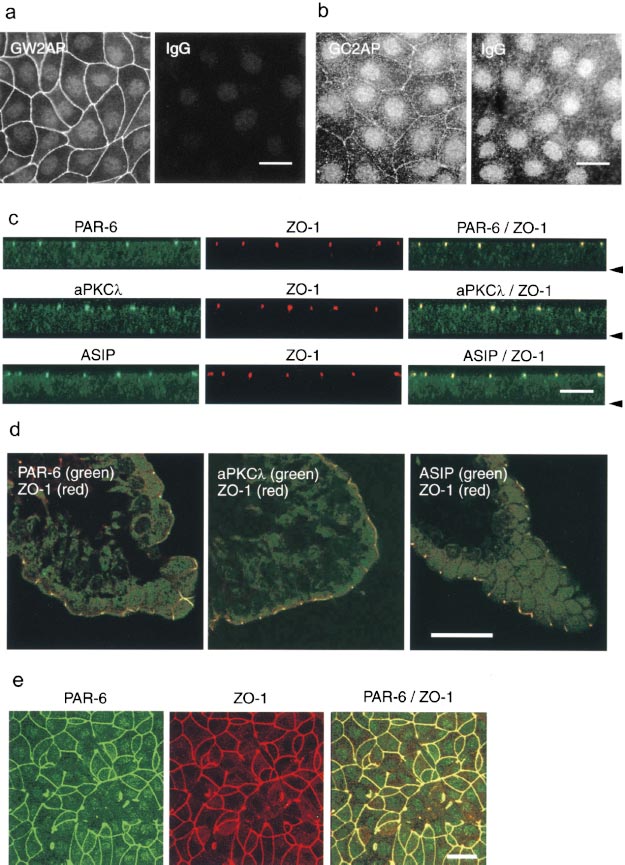 a
b
GW2AP
IgG
GC2AP
IgG
c
PAR-6
ZO-1
PAR-6 / ZO-1
aPKCλ
ZO-1
aPKCλ / ZO-1
ASIP
ZO-1
ASIP / ZO-1
d
PAR-6 (green)
ZO-1 (red)
aPKCλ (green)
ZO-1 (red)
ASIP (green)
ZO-1 (red)
e
PAR-6
ZO-1
PAR-6 / ZO-1